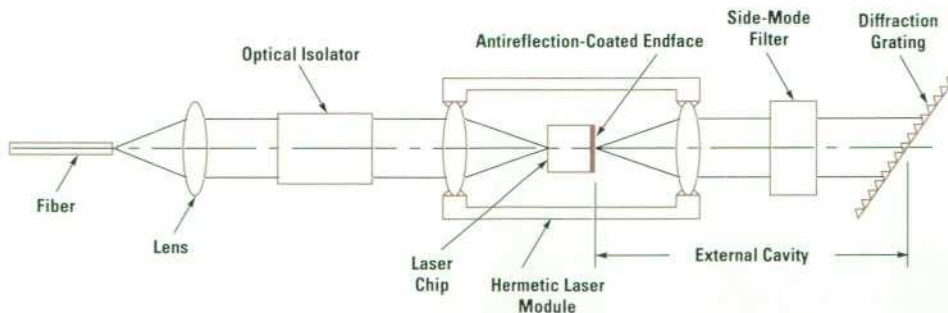 Optical Isolator
Antireflection-Coated Endface
Side-Mode
Filter
Diffraction
Grating
Fiber
Lens
Laser
Chip
Hermetic Laser
Module
External Cavity